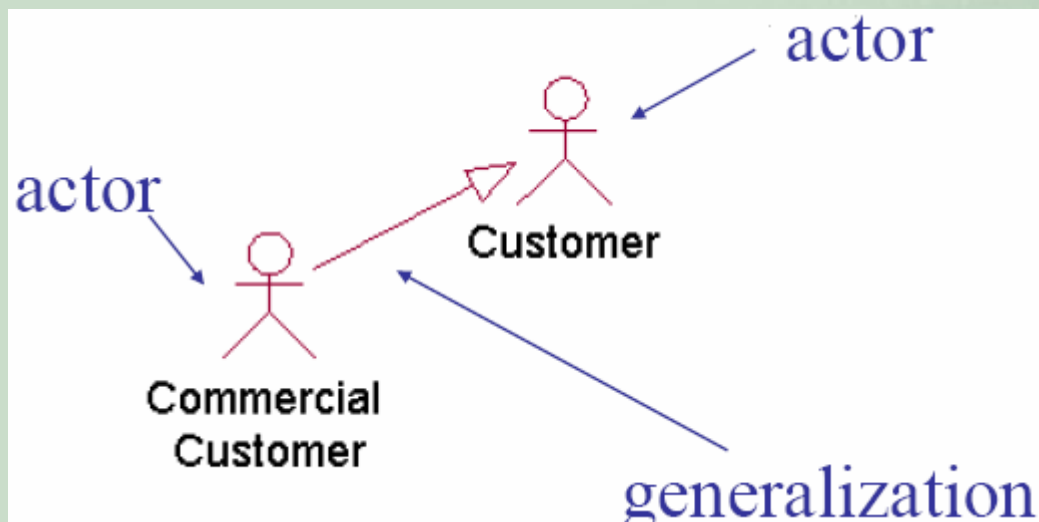 actor
actor
Customer
Commercial
Customer
generalization